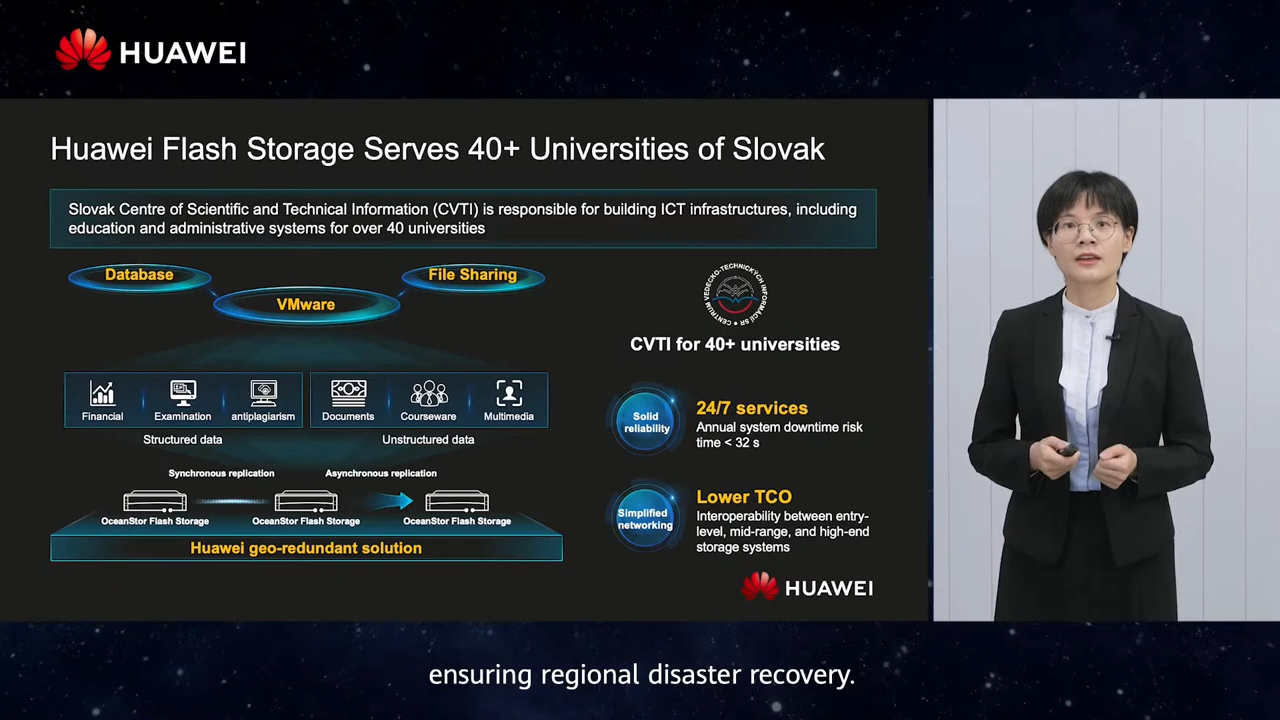 HUAWEI
Huawei Flash Storage Serves 40+ Universities of Slovak
Slovak Centre of Scientific and Technical Information (CVTI) is responsible for building ICT infrastructures, including
education and administrative systems for over 40 universities
Database
File Sharing
VMware
Financial
Examination
antiplagiarism
Documents
Courseware
Multimedia
Structured data
Unstructured data
Synchronous replication
Asynchronous replication
OceanStor Flash Storage
OceanStor Flash Storage
OceanStor Flash Storage
Huawei geo-redundant solution
CENTRUM VEDECKO-TECHNICKÝCH INFORMÁCIÍ SR
CVTI for 40+ universities
Solid
reliability
24/7 services
Annual system downtime risk
time < 32 s
Simplified
networking
Lower TCO
Interoperability between entry-
level, mid-range, and high-end
storage systems
HUAWEI
ensuring regional disaster recovery.